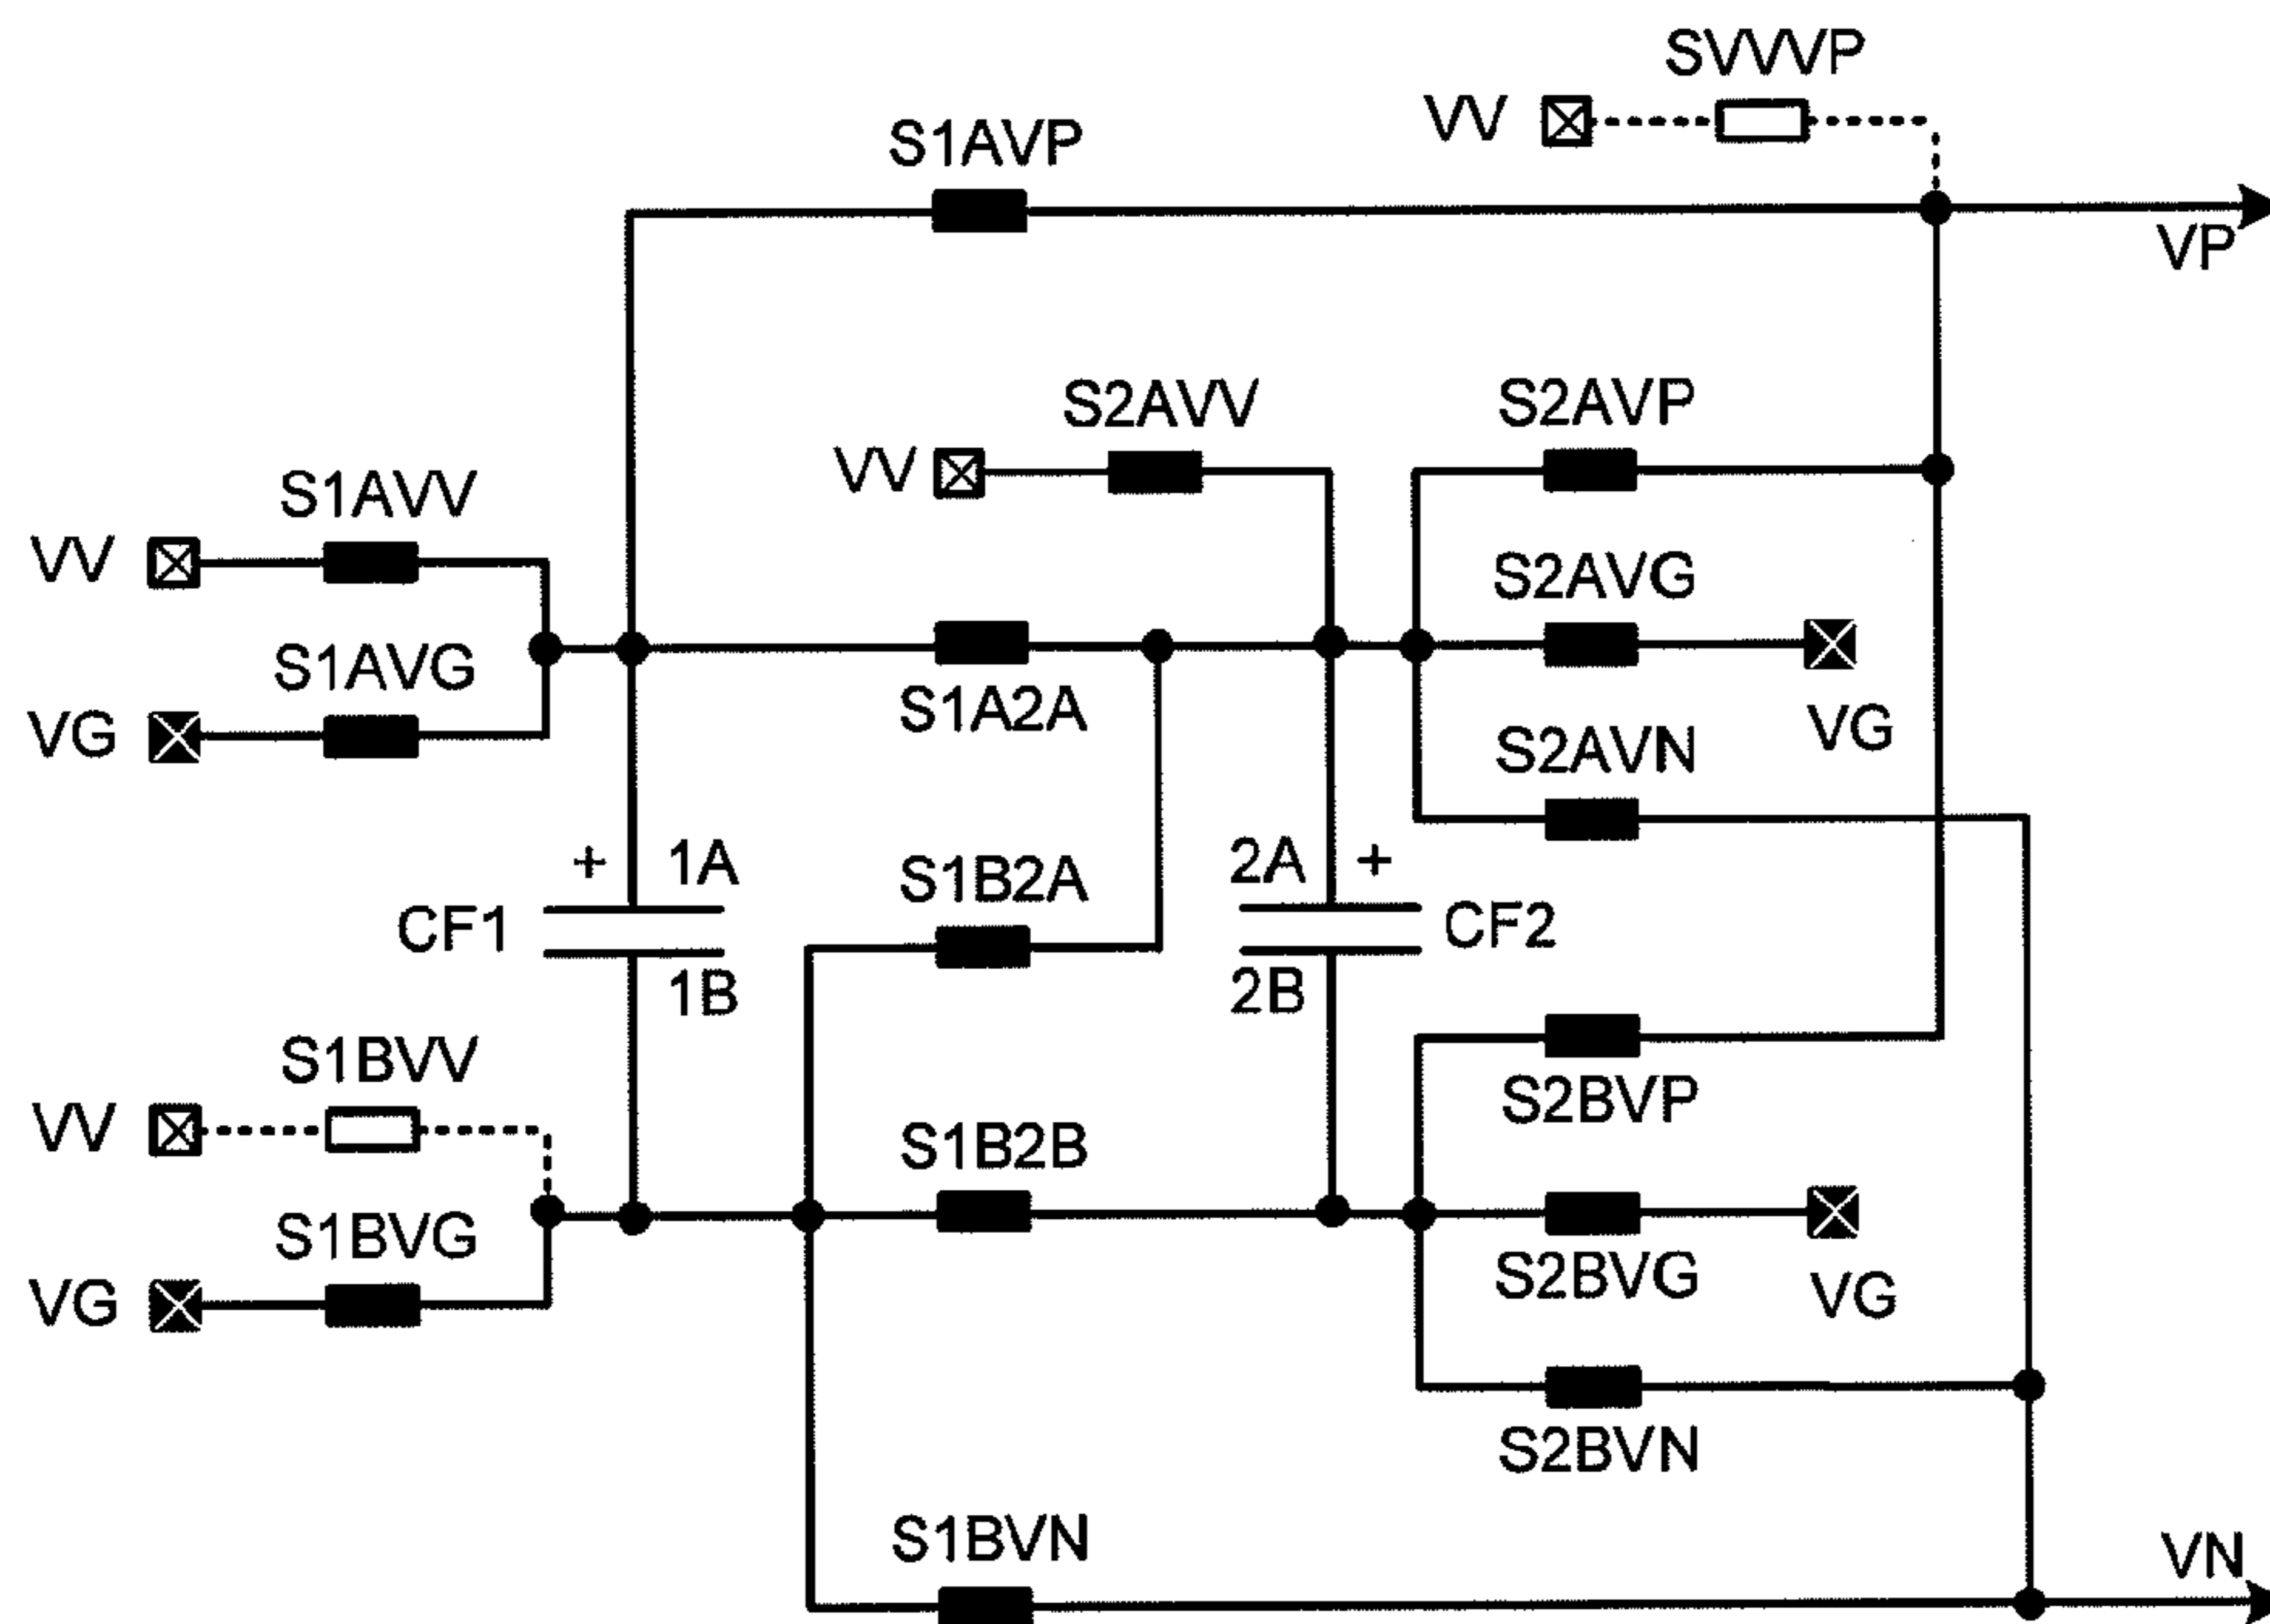 SVVVP
VV
S1AVP
VP
S2AVV
S2AVP
VV
S1AVV
VV
S2AVG
S1AVG
VG
S1A2A
VG
S2AVN
+ 1A
2A +
S1B2A
CF1
CF2
1B
2B
S1BVV
VV
S2BVP
S1B2B
S1BVG
VG
S2BVG
VG
S2BVN
S1BVN
VN